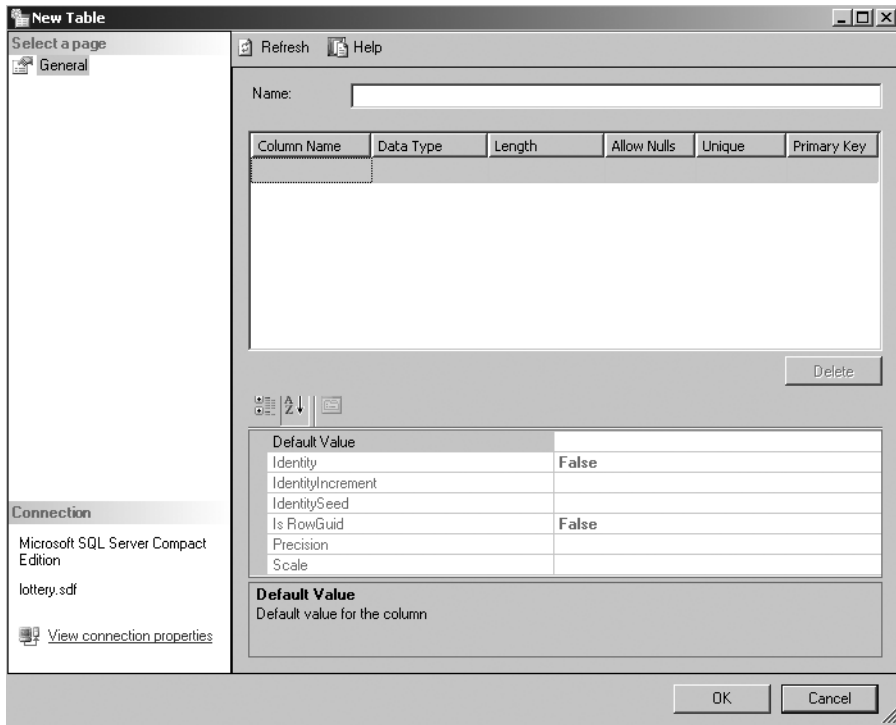 New Table
Select a page
General
Refresh Help
Name:
Column Name Data Type Length Allow Nulls Unique Primary Key
Delete
Default Value
Identity False
IdentityIncrement
IdentitySeed
Is RowGuid False
Precision
Scale
Default Value
Default value for the column
Connection
Microsoft SQL Server Compact
Edition
lottery.sdf
View connection properties
OK Cancel